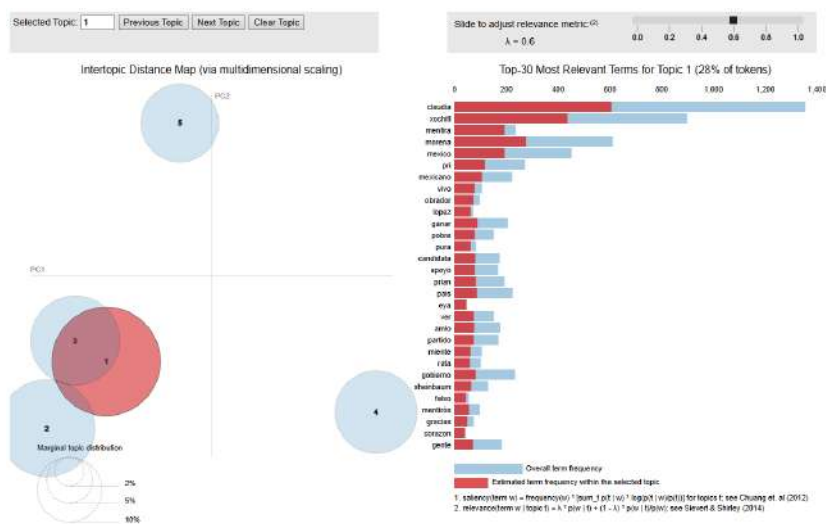 Selected Topic: 1 Previous Topic Next Topic Clear Topic
Slide to adjust relevance metric:(2)
λ = 0.6
0.0 0.2 0.4 0.6 0.8 1.0
Intertopic Distance Map (via multidimensional scaling)
PC2
PC1
5
3
1
2
4
Marginal topic distribution
2%
5%
10%
Top-30 Most Relevant Terms for Topic 1 (28% of tokens)
0 200 400 600 800 1,000 1,200 1,400
claudia
xochitl
mentira
morena
mexico
pri
mexicano
vivo
obrador
lopez
ganar
pobre
pura
candidata
apoyo
prian
pais
eya
ver
amlo
partido
miente
rata
gobierno
sheinbaum
falso
mentiroso
gracias
corazon
gente
Overall term frequency
Estimated term frequency within the selected topic
1. saliency(term w) = frequency(w) * [sum_t p(t | w) * log(p(t | w)/p(t))] for topics t; see Chuang et. al (2012)
2. relevance(term w | topic t) = λ * p(w | t) + (1 - λ) * p(w | t)/p(w); see Sievert & Shirley (2014)